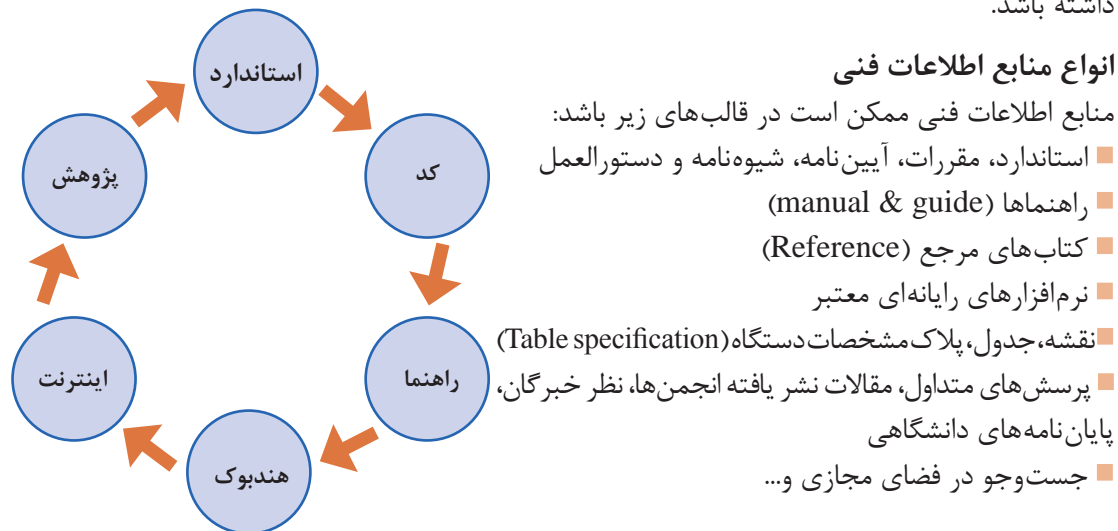 داشته باشد.
انواع منابع اطلاعات فنی
منابع اطلاعات فنی ممکن است در قالب‌های زیر باشد:
■ استاندارد، مقررات، آیین‌نامه، شیوه‌نامه و دستورالعمل
■ راهنماها (manual & guide)
■ کتاب‌های مرجع (Reference)
■ نرم‌افزارهای رایانه‌ای معتبر
■ نقشه، جدول، پلاک مشخصات دستگاه (Table specification)
■ پرسش‌های متداول، مقالات نشر یافته انجمن‌ها، نظر خبرگان،
پایان‌نامه‌های دانشگاهی
■ جست‌وجو در فضای مجازی و...
استاندارد
کد
راهنما
هندبوک
اینترنت
پژوهش